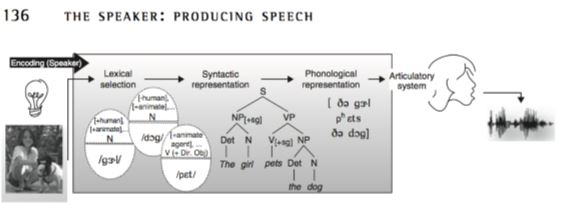 136 THE SPEAKER: PRODUCING SPEECH
Encoding (Speaker)
Lexical selection
Syntactic representation
Phonological representation
Articulatory system
[+human],
[+animate],...
N
/gɝl/
[-human],
[+animate],...
N
/dɔg/
[+animate agent], ...
V (+ Dir. Obj)
/pɛt/
S
NP[+sg] VP
Det N V[+sg] NP
The girl pets Det N
the dog
[ ðə gɝl
pʰɛts
ðə dɔg]